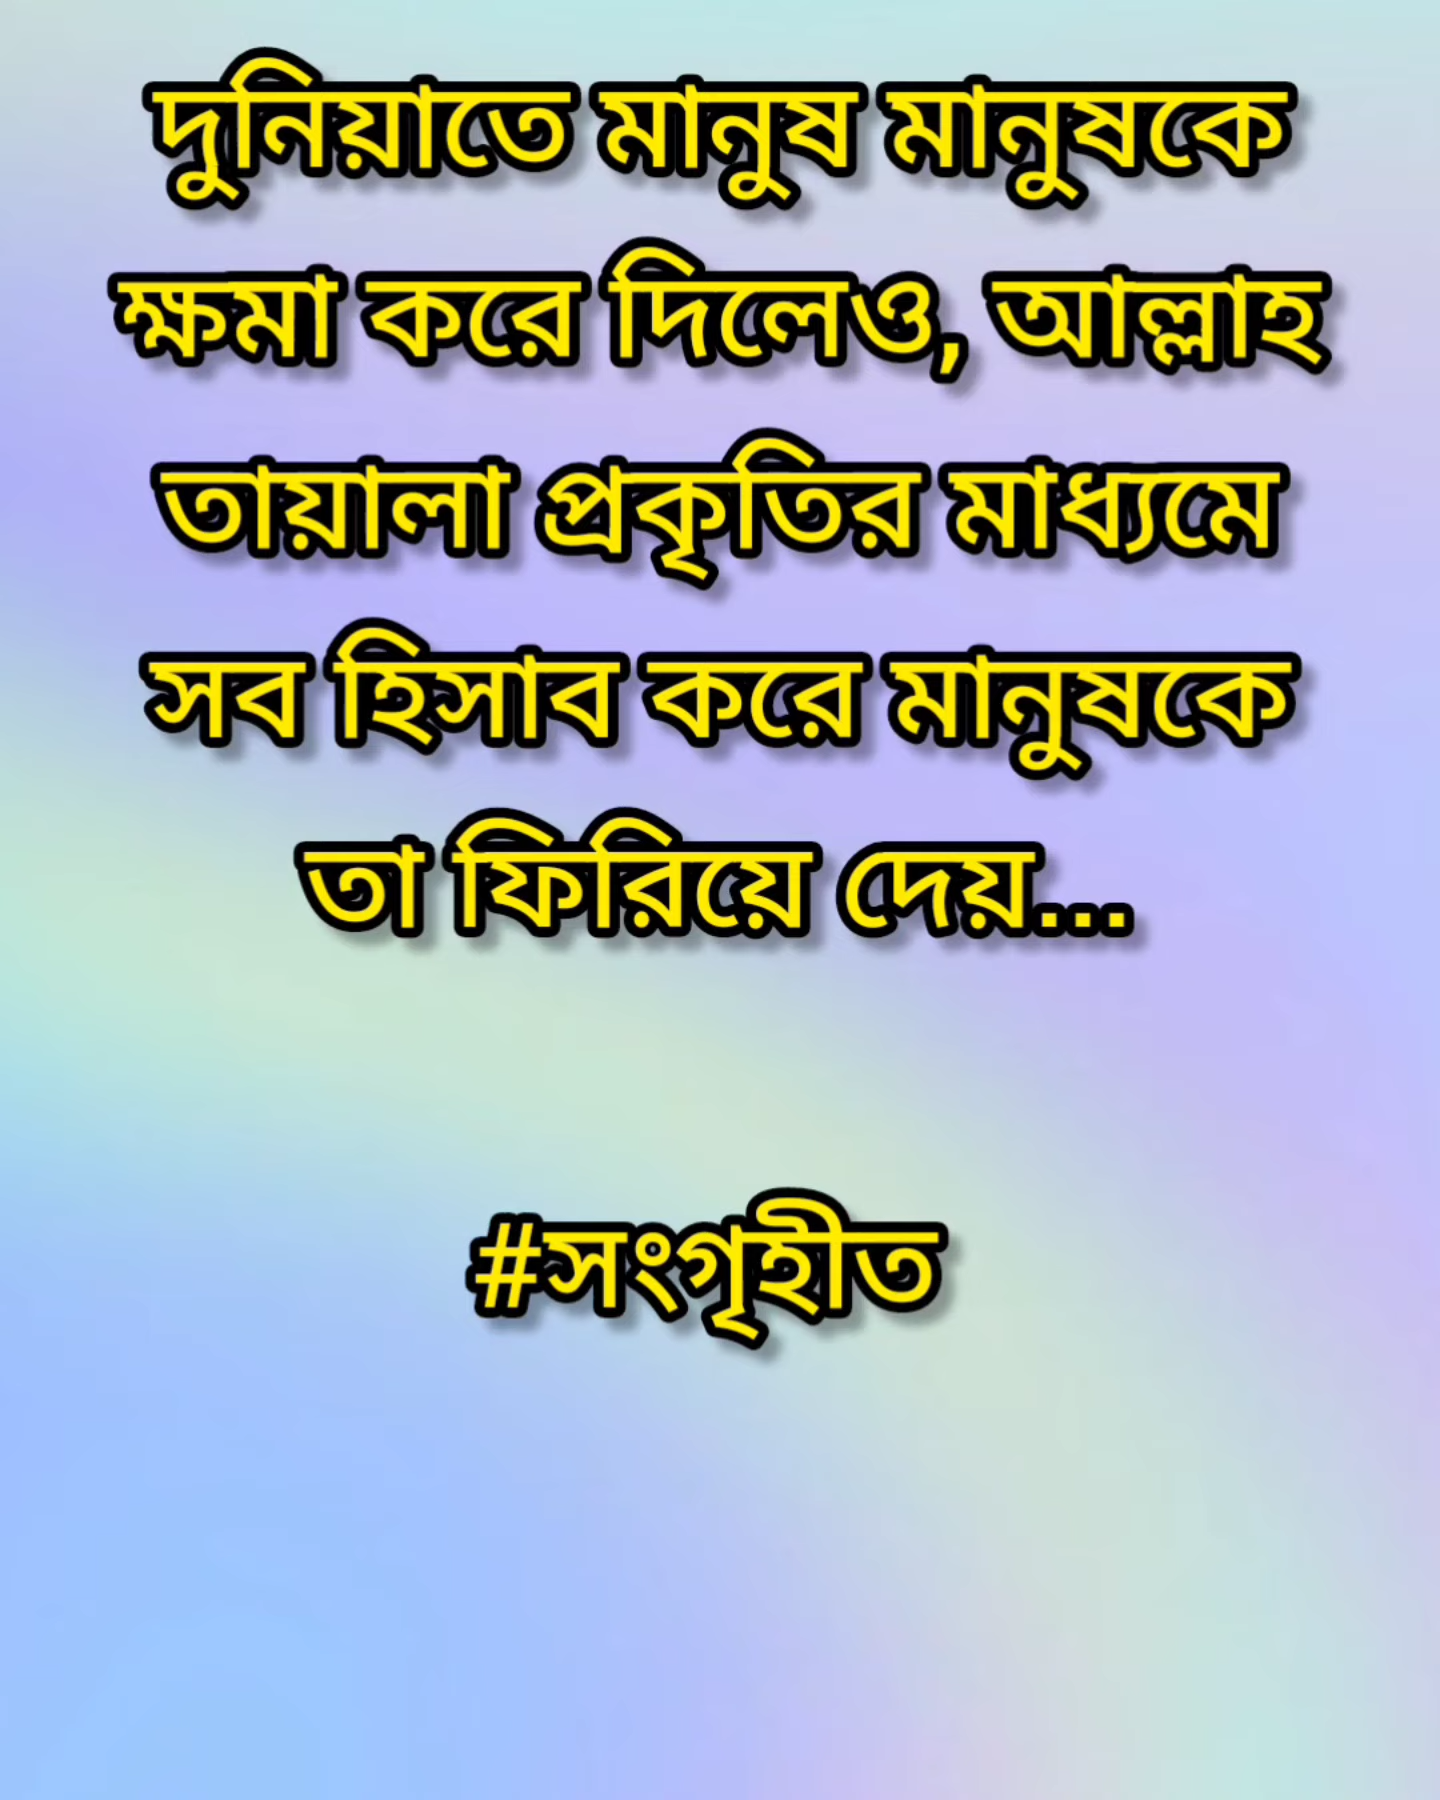 দুনিয়াতে মানুষ মানুষকে
ক্ষমা করে দিলেও, আল্লাহ
তায়ালা প্রকৃতির মাধ্যমে
সব হিসাব করে মানুষকে
তা ফিরিয়ে দেয়...
#সংগৃহীত